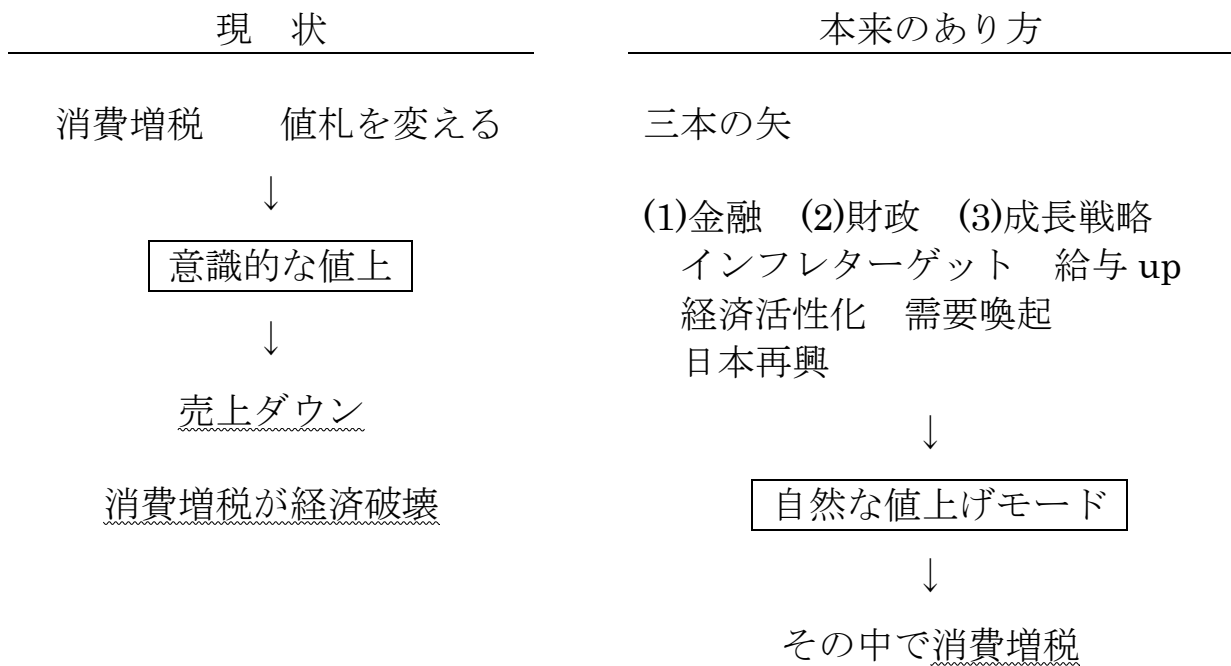 現　状
消費増税　　値札を変える
↓
意識的な値上
↓
売上ダウン
消費増税が経済破壊
本来のあり方
三本の矢
(1)金融　(2)財政　(3)成長戦略
インフレターゲット　給与 up
経済活性化　需要喚起
日本再興
↓
自然な値上げモード
↓
その中で消費増税